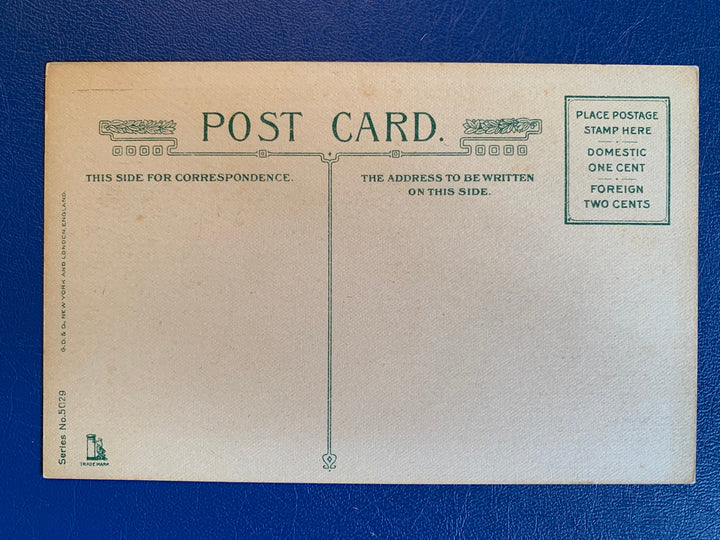 POST CARD.
THIS SIDE FOR CORRESPONDENCE.
THE ADDRESS TO BE WRITTEN
ON THIS SIDE.
PLACE POSTAGE
STAMP HERE
DOMESTIC
ONE CENT
FOREIGN
TWO CENTS
G. D. & D., NEW YORK AND LONDON, ENGLAND.
Series No. 5029
TRADE MARK